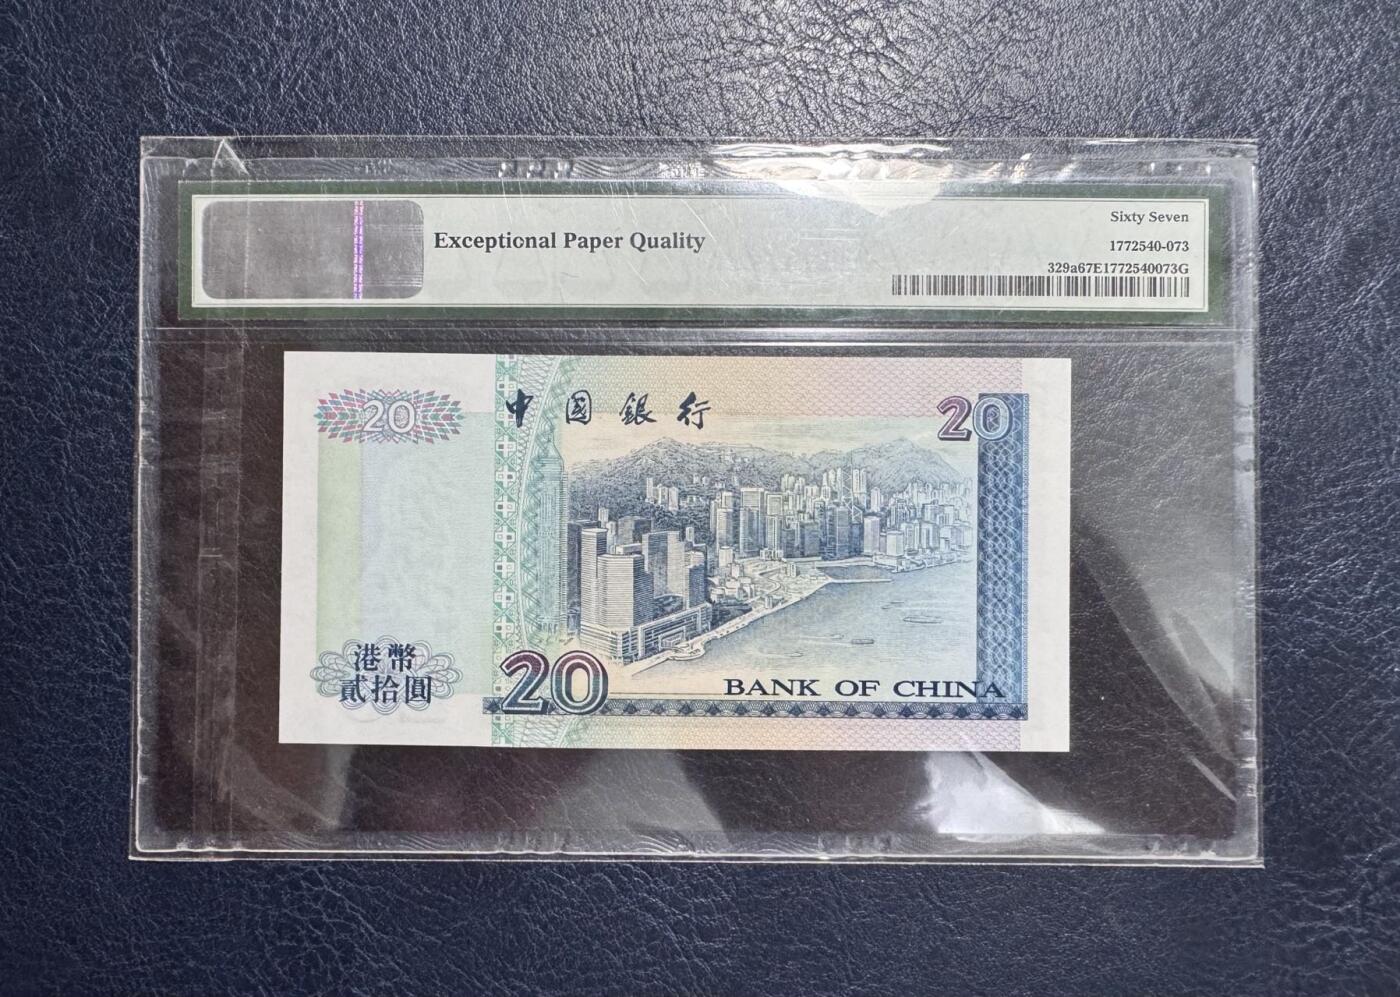 Sixty Seven
Exceptional Paper Quality
1772540-073
329a67E1772540073G
20
中國銀行
20
港幣
貳拾圓
20
BANK OF CHINA